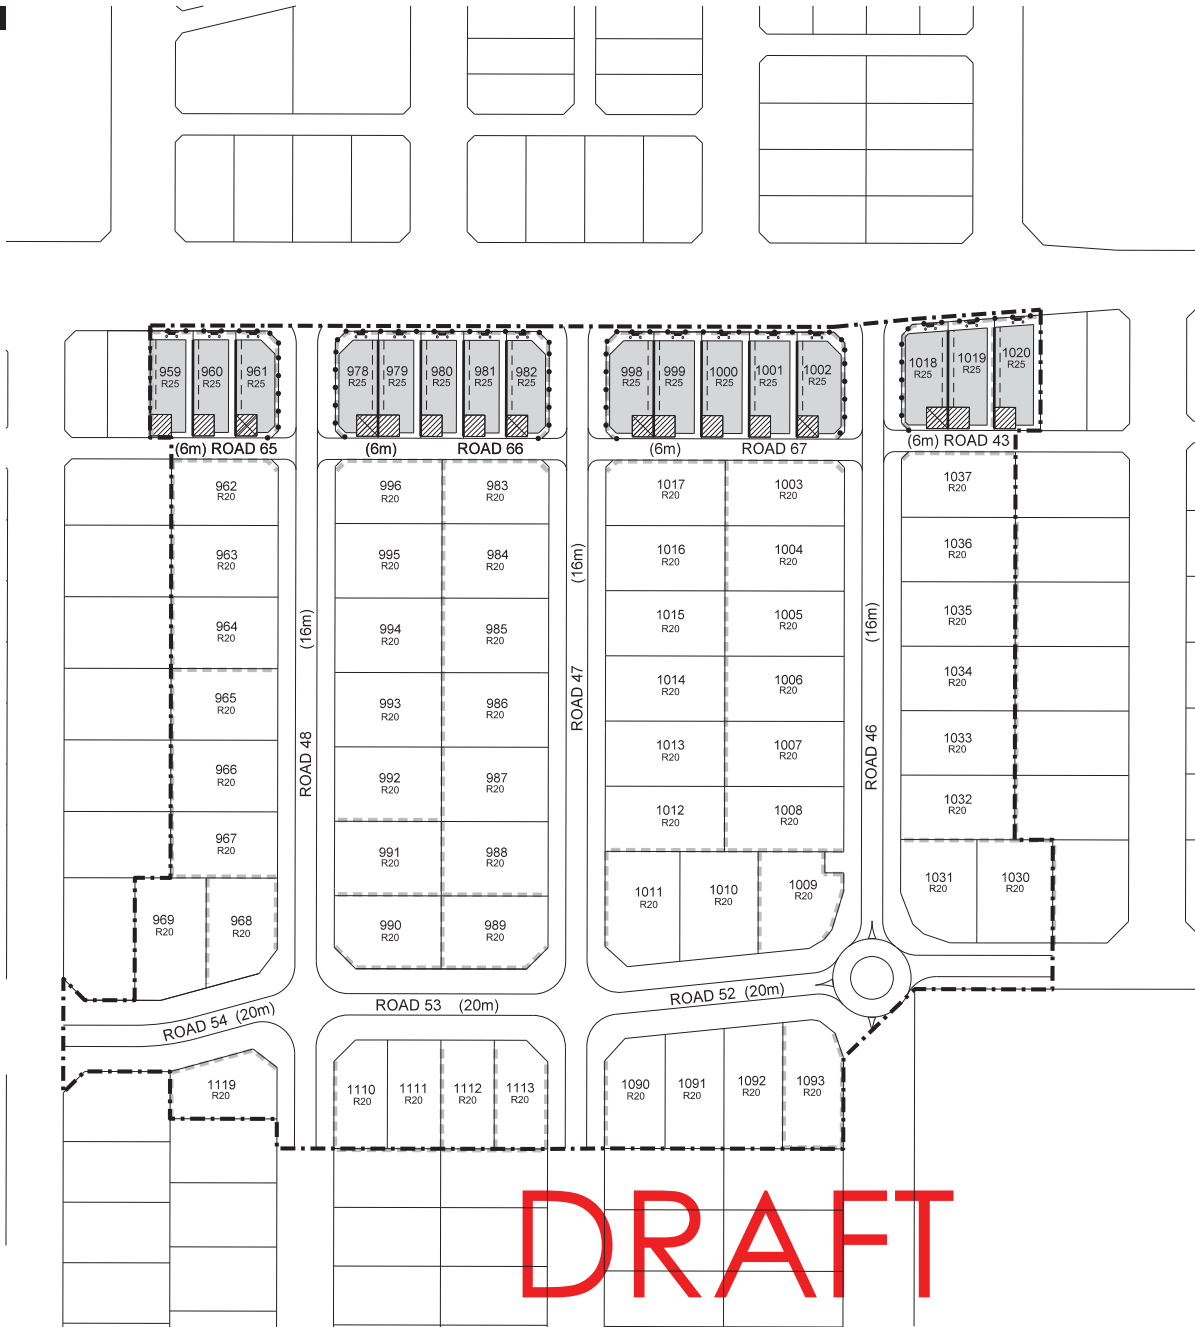 959
R25
960
R25
961
R25
978
R25
979
R25
980
R25
981
R25
982
R25
998
R25
999
R25
1000
R25
1001
R25
1002
R25
1018
R25
1019
R25
1020
R25
(6m) ROAD 65
(6m) ROAD 66
(6m) ROAD 67
(6m) ROAD 43
962
R20
996
R20
983
R20
1017
R20
1003
R20
1037
R20
963
R20
995
R20
984
R20
1016
R20
1004
R20
1036
R20
964
R20
994
R20
985
R20
1015
R20
1005
R20
1035
R20
965
R20
993
R20
986
R20
1014
R20
1006
R20
1034
R20
966
R20
992
R20
987
R20
1013
R20
1007
R20
1033
R20
967
R20
991
R20
988
R20
1012
R20
1008
R20
1032
R20
969
R20
968
R20
990
R20
989
R20
1011
R20
1010
R20
1009
R20
1031
R20
1030
R20
ROAD 48 (16m)
ROAD 47 (16m)
ROAD 46 (16m)
ROAD 54 (20m)
ROAD 53 (20m)
ROAD 52 (20m)
1119
R20
1110
R20
1111
R20
1112
R20
1113
R20
1090
R20
1091
R20
1092
R20
1093
R20
DRAFT